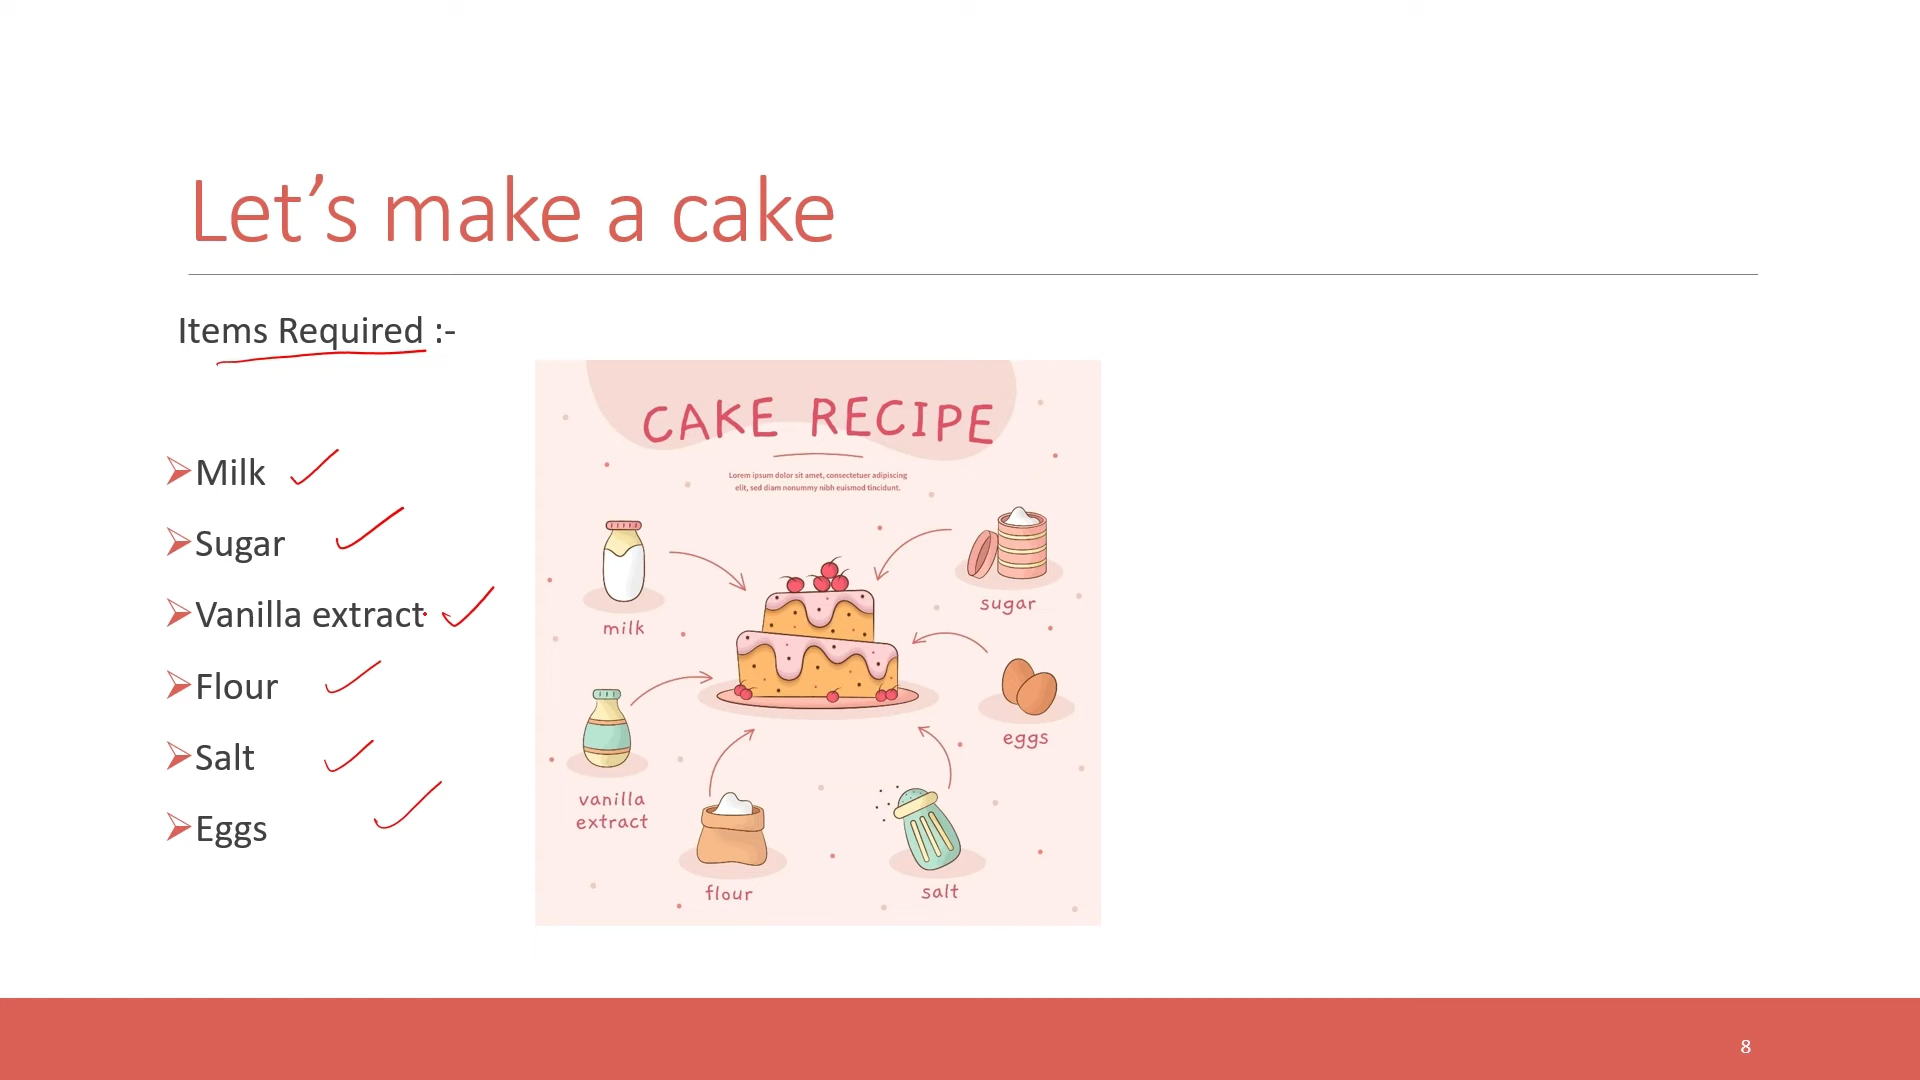 Let’s make a cake
Items Required :-
Milk
Sugar
Vanilla extract
Flour
Salt
Eggs
CAKE RECIPE
Lorem ipsum dolor sit amet, consectetuer adipiscing
elit, sed diam nonummy nibh euismod tincidunt.
milk
sugar
eggs
vanilla
extract
flour
salt
8